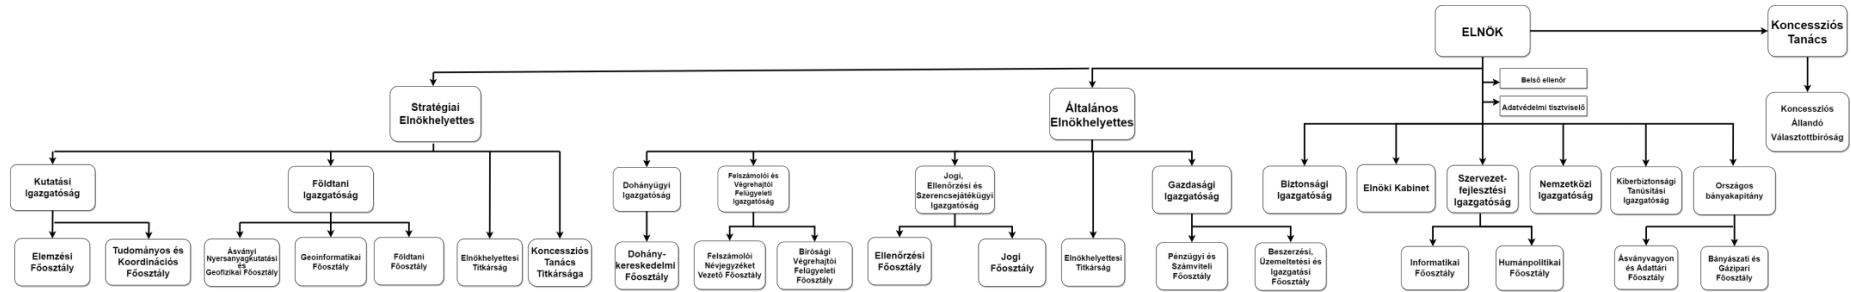 ELNÖK
Koncessziós
Tanács
Belső ellenőr
Adatvédelmi tisztviselő
Koncessziós
Állandó
Választottbíróság
Stratégiai
Elnökhelyettes
Általános
Elnökhelyettes
Kutatási
Igazgatóság
Földtani
Igazgatóság
Dohányügyi
Igazgatóság
Felszámolói és
Végrehajtói
Felügyeleti
Igazgatóság
Jogi,
Ellenőrzési és
Szerencsejátékügyi
Igazgatóság
Gazdasági
Igazgatóság
Biztonsági
Igazgatóság
Elnöki Kabinet
Szervezet-
fejlesztési
Igazgatóság
Nemzetközi
Igazgatóság
Kiberbiztonsági
Tanúsítási
Igazgatóság
Országos
bányakapitány
Elemzési
Főosztály
Tudományos és
Koordinációs
Főosztály
Ásványi
Nyersanyagkutatási
és
Geofizikai Főosztály
Geoinformatikai
Főosztály
Földtani
Főosztály
Elnökhelyettesi
Titkárság
Koncessziós
Tanács
Titkársága
Dohány-
kereskedelmi
Főosztály
Felszámolói
Névjegyzéket
Vezető Főosztály
Bírósági
Végrehajtói
Felügyeleti
Főosztály
Ellenőrzési
Főosztály
Jogi
Főosztály
Elnökhelyettesi
Titkárság
Pénzügyi és
Számviteli
Főosztály
Beszerzési,
Üzemeltetési és
Igazgatási
Főosztály
Informatikai
Főosztály
Humánpolitikai
Főosztály
Ásványvagyon
és Adattári
Főosztály
Bányászati és
Gázipari
Főosztály